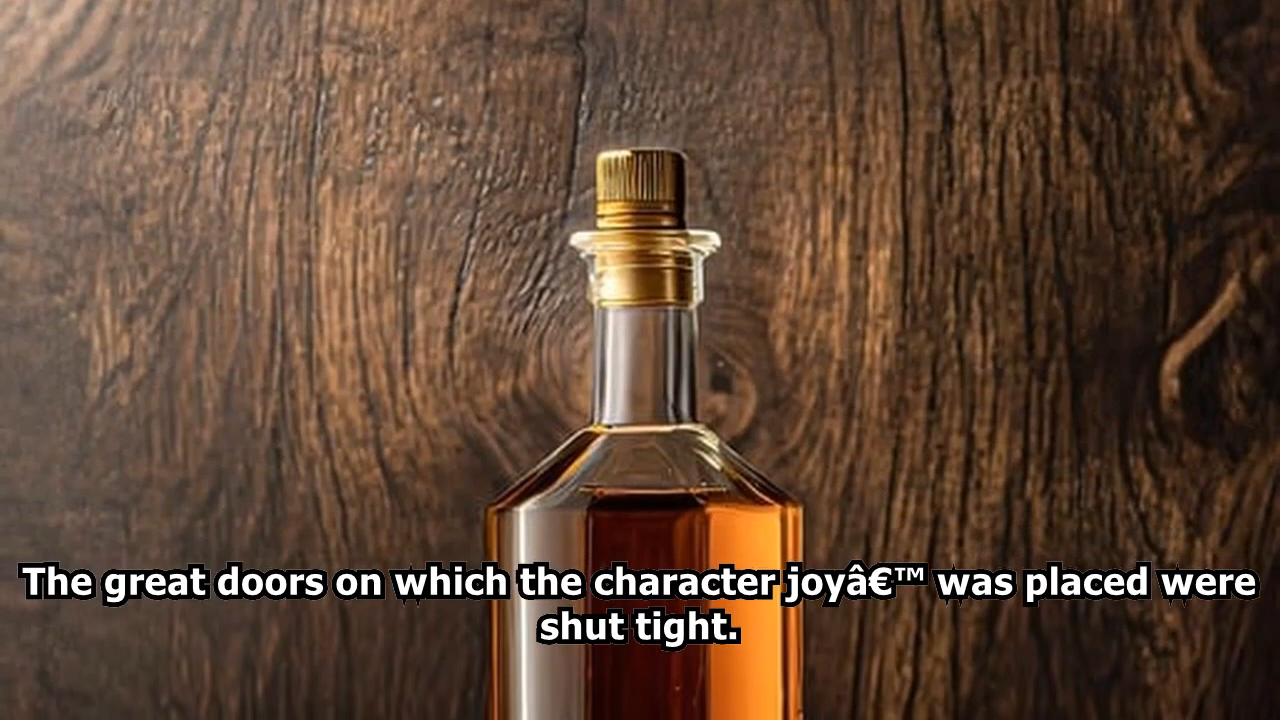 The great doors on which the character joyâ€™ was placed were
shut tight.